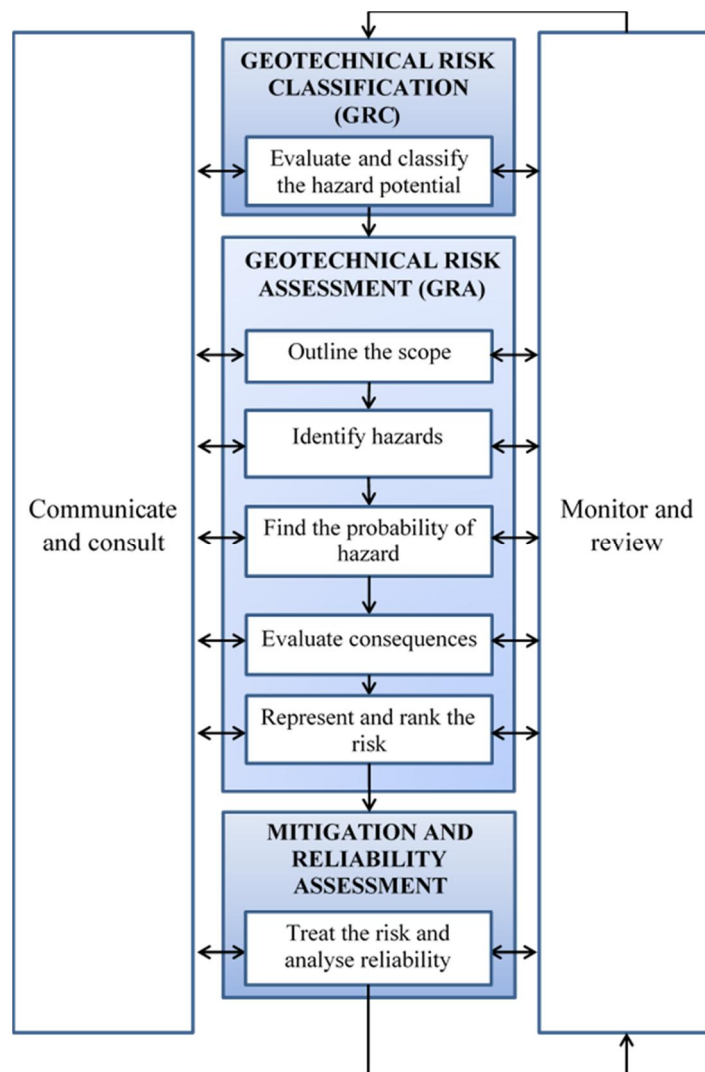 GEOTECHNICAL RISK
CLASSIFICATION
(GRC)
Evaluate and classify
the hazard potential
GEOTECHNICAL RISK
ASSESSMENT (GRA)
Outline the scope
Identify hazards
Find the probability of
hazard
Evaluate consequences
Represent and rank the
risk
MITIGATION AND
RELIABILITY
ASSESSMENT
Treat the risk and
analyse reliability
Communicate
and consult
Monitor and
review